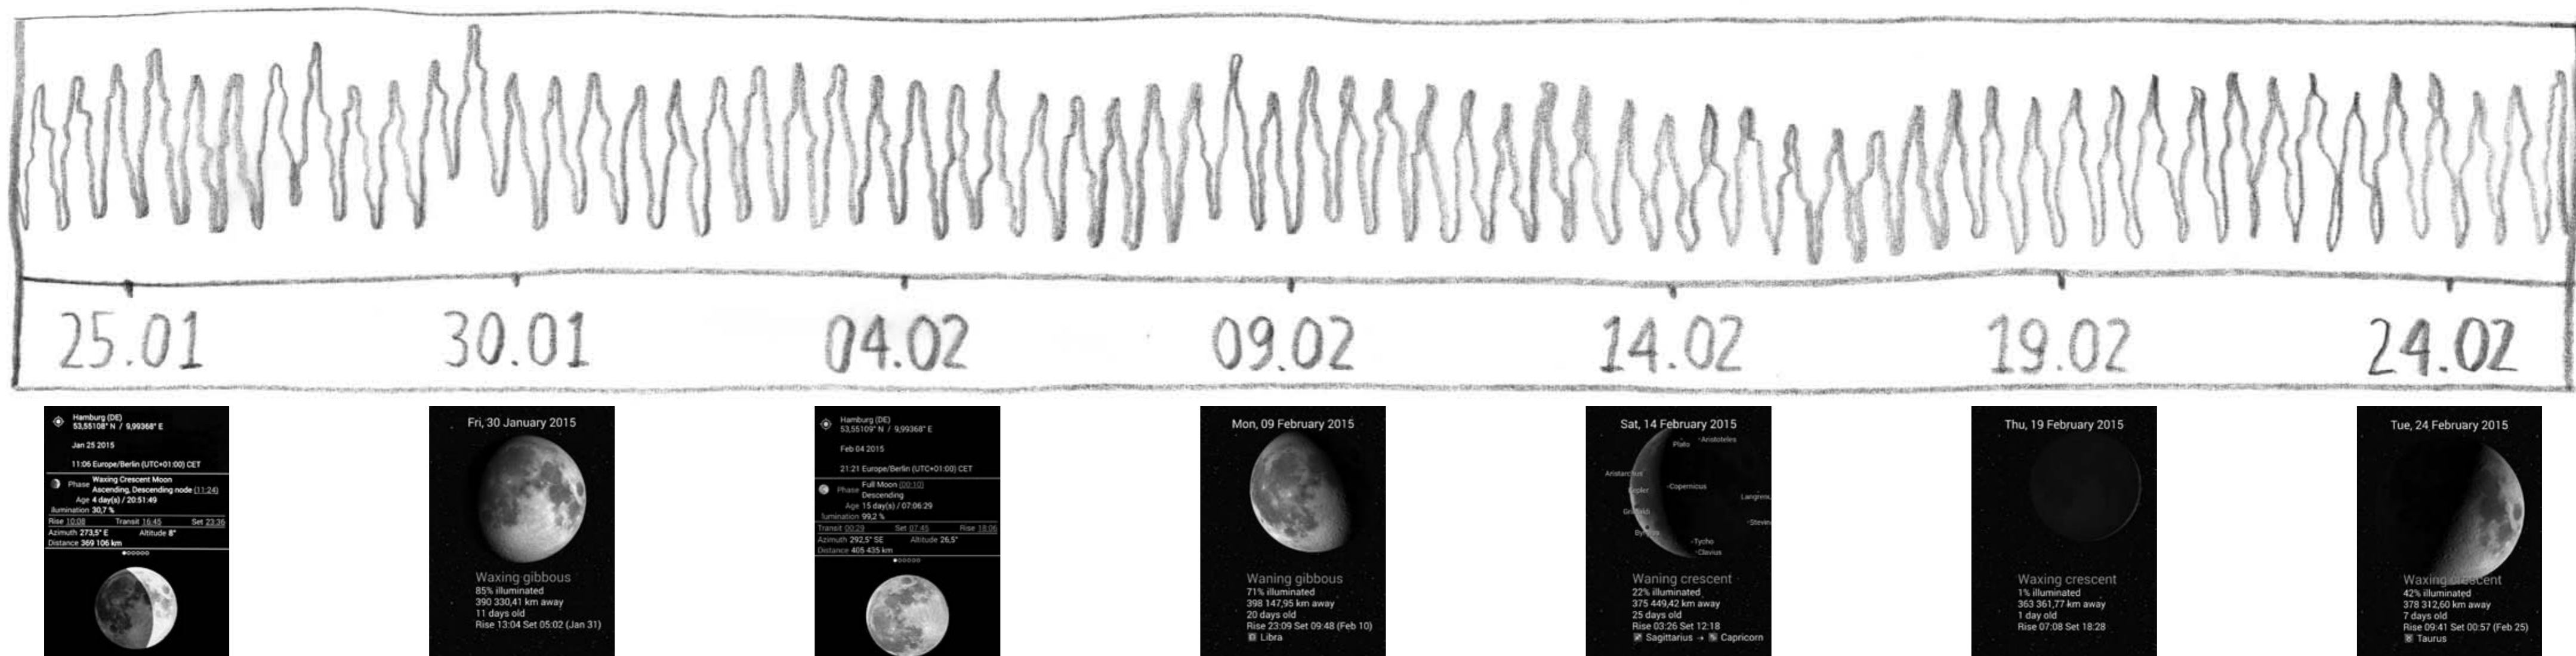 25.01
30.01
04.02
09.02
14.02
19.02
24.02
Hamburg (DE)
53,55108° N / 9,99368° E
Jan 25 2015
11:06 Europe/Berlin (UTC+01:00) CET
Phase Waxing Crescent Moon
Ascending, Descending node (11:24)
Age 4 day(s) / 20:51:49
Illumination 30,7 %
Rise 10:08 Transit 16:45 Set 23:36
Azimuth 273,5° E Altitude 8°
Distance 369 106 km
Fri, 30 January 2015
Waxing gibbous
85% illuminated
390 330,41 km away
11 days old
Rise 13:04 Set 05:02 (Jan 31)
Hamburg (DE)
53,55109° N / 9,99368° E
Feb 04 2015
21:21 Europe/Berlin (UTC+01:00) CET
Phase Full Moon (00:10)
Descending
Age 15 day(s) / 07:06:29
lumination 99,2 %
Transit 00:29 Set 07:45 Rise 18:06
Azimuth 292,5° SE Altitude 26,5°
Distance 405 435 km
Mon, 09 February 2015
Waning gibbous
71% illuminated
398 147,95 km away
20 days old
Rise 23:09 Set 09:48 (Feb 10)
Libra
Sat, 14 February 2015
Aristoteles
Plato
Aristarchus
Copernicus
Kepler
Langrenu
Grimaldi
Stevin
Byrgius
Tycho
Clavius
Waning crescent
22% illuminated
375 449,42 km away
25 days old
Rise 03:26 Set 12:18
Sagittarius → Capricorn
Thu, 19 February 2015
Waxing crescent
1% illuminated
363 361,77 km away
1 day old
Rise 07:08 Set 18:28
Tue, 24 February 2015
Waxing crescent
42% illuminated
378 312,60 km away
7 days old
Rise 09:41 Set 00:57 (Feb 25)
Taurus